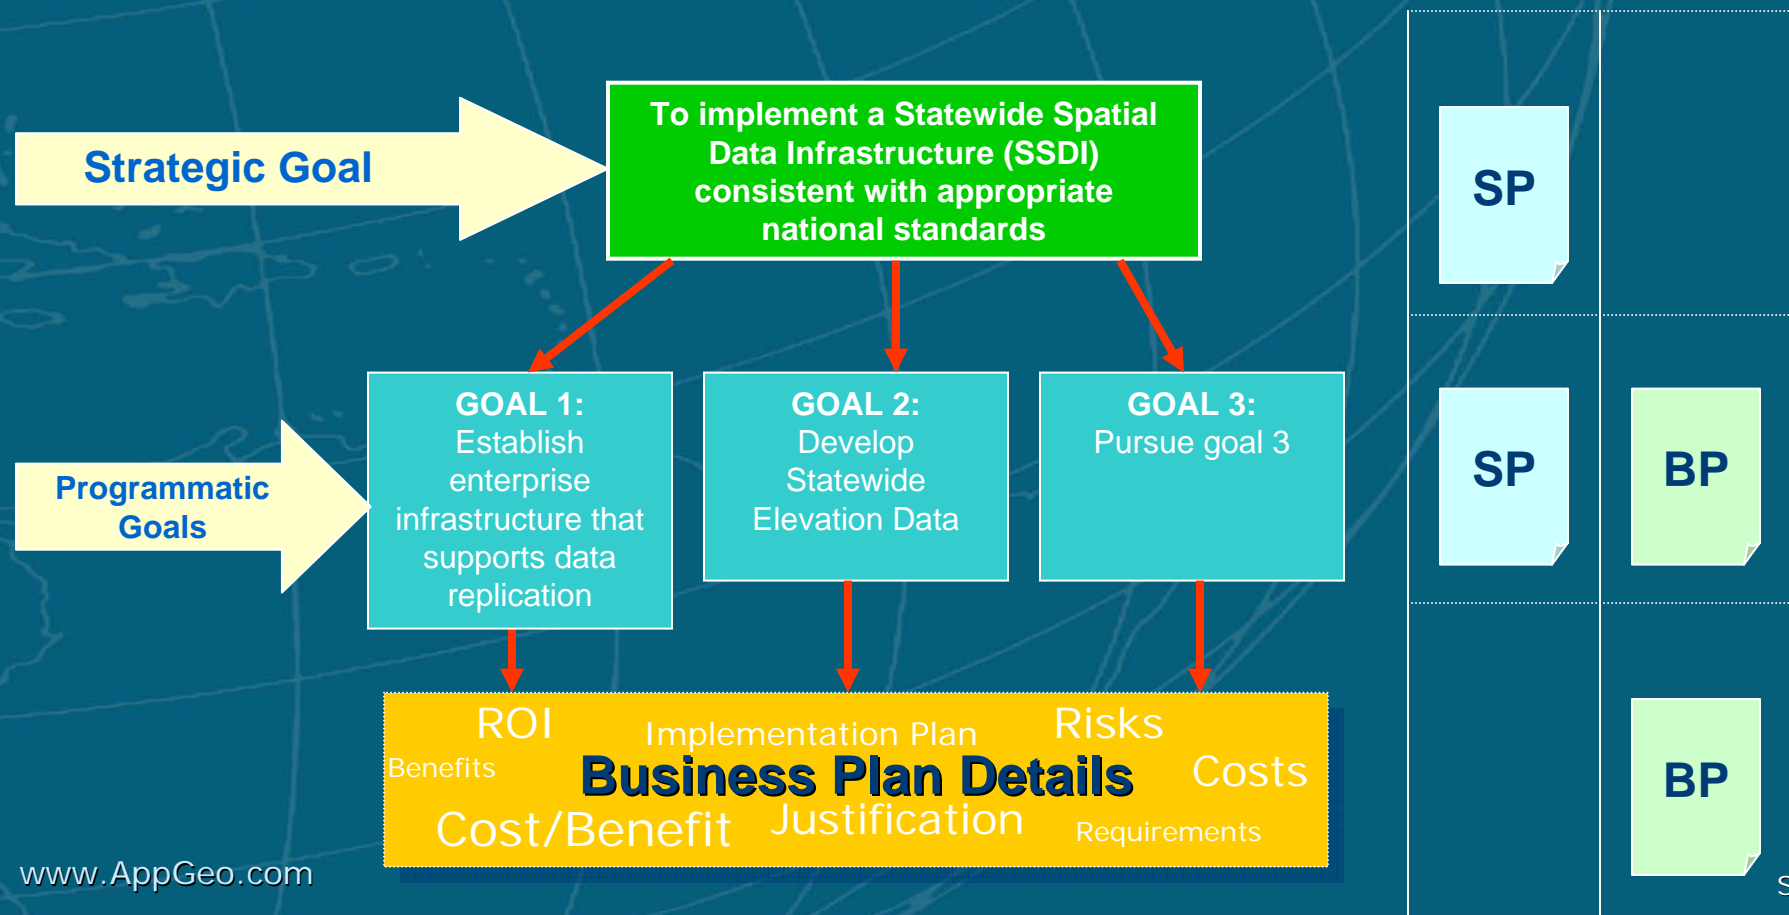 Strategic Goal
To implement a Statewide Spatial
Data Infrastructure (SSDI)
consistent with appropriate
national standards
SP
Programmatic
Goals
GOAL 1:
Establish
enterprise
infrastructure that
supports data
replication
GOAL 2:
Develop
Statewide
Elevation Data
GOAL 3:
Pursue goal 3
SP
BP
ROI
Implementation Plan
Risks
Benefits
Business Plan Details
Costs
Cost/Benefit
Justification
Requirements
BP
www.AppGeo.com
S